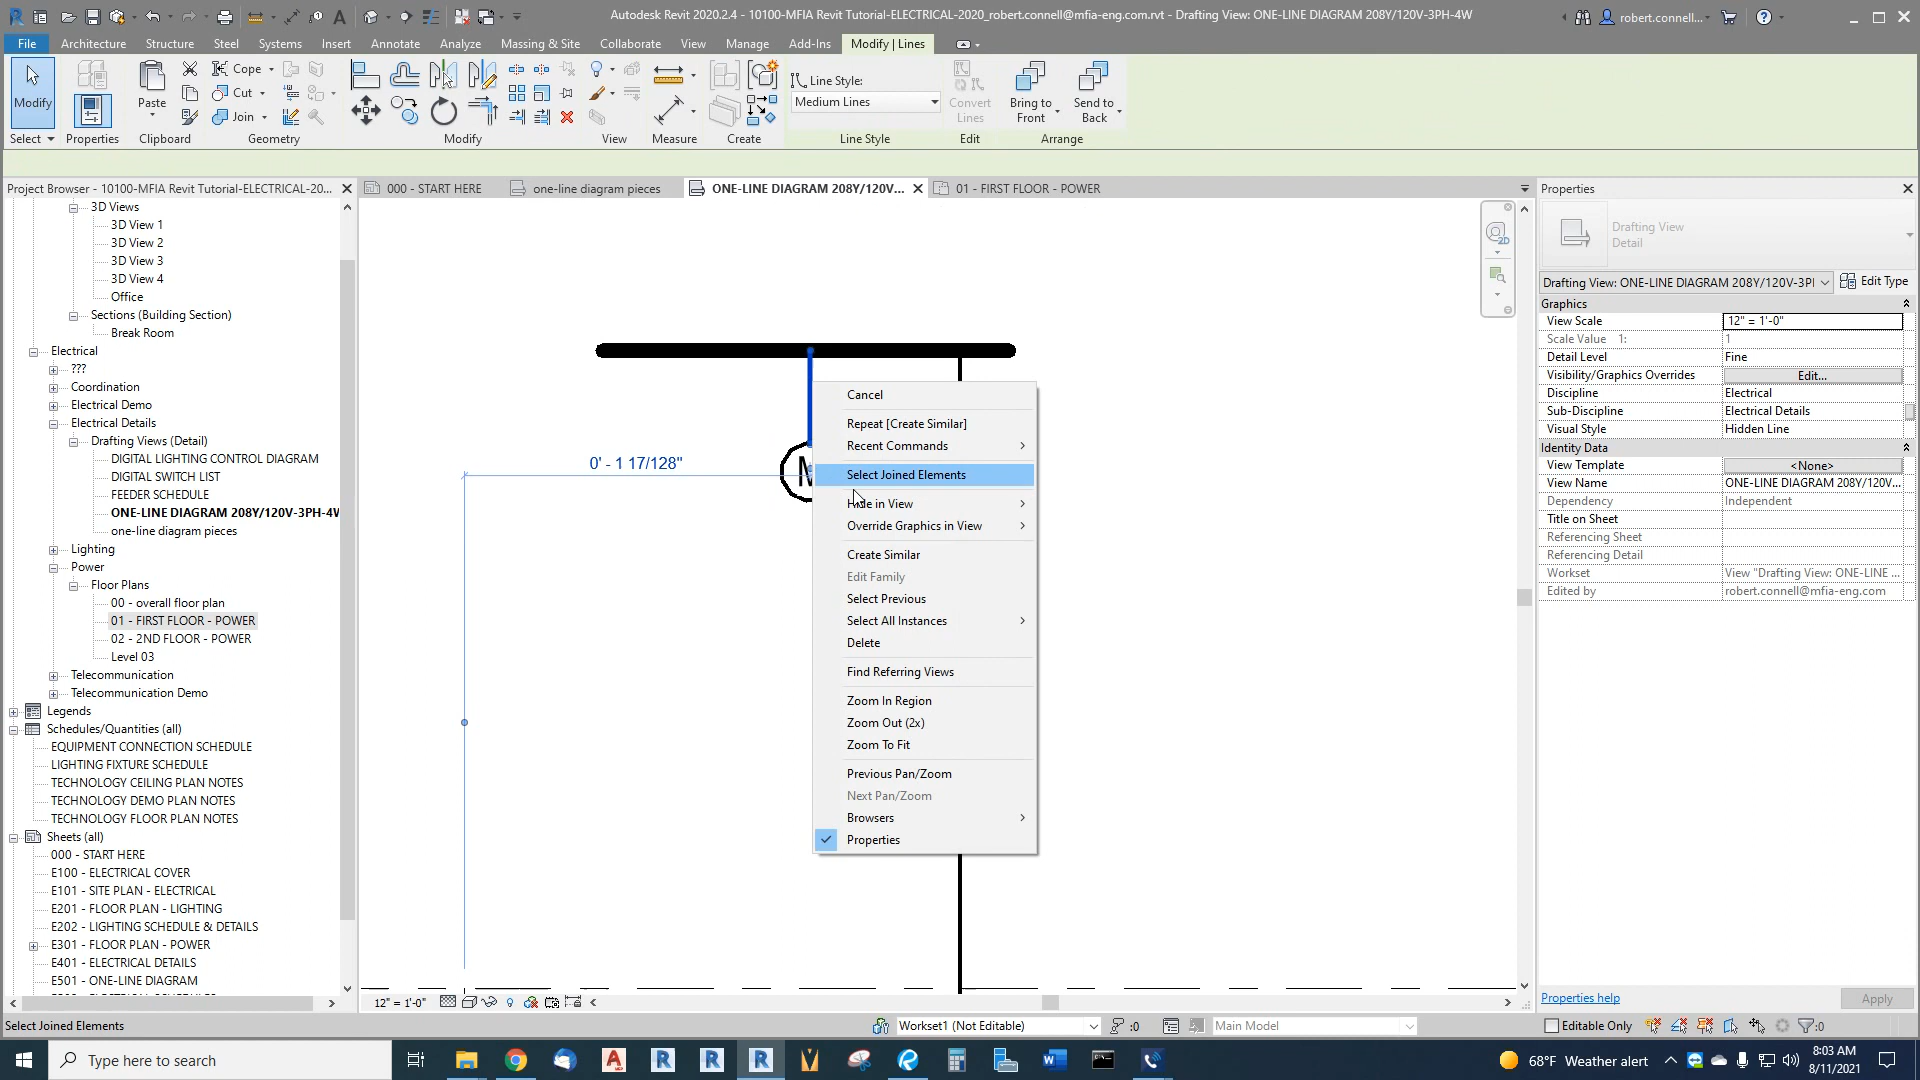 Autodesk Revit 2020.2.4 - 10100-MFIA Revit Tutorial-ELECTRICAL-2020_robert.connell@mfia-eng.com.rvt - Drafting View: ONE-LINE DIAGRAM 208Y/120V-3PH-4W
robert.connell...
File Architecture Structure Steel Systems Insert Annotate Analyze Massing & Site Collaborate View Manage Add-Ins Modify | Lines
Modify
Select
Properties
Paste
Cope
Cut
Join
Clipboard
Geometry
Modify
View
Measure
Create
Line Style:
Medium Lines
Line Style
Convert Lines
Edit
Bring to Front
Send to Back
Arrange
Project Browser - 10100-MFIA Revit Tutorial-ELECTRICAL-20...
3D Views
3D View 1
3D View 2
3D View 3
3D View 4
Office
Sections (Building Section)
Break Room
Electrical
???
Coordination
Electrical Demo
Electrical Details
Drafting Views (Detail)
DIGITAL LIGHTING CONTROL DIAGRAM
DIGITAL SWITCH LIST
FEEDER SCHEDULE
ONE-LINE DIAGRAM 208Y/120V-3PH-4W
one-line diagram pieces
Lighting
Power
Floor Plans
00 - overall floor plan
01 - FIRST FLOOR - POWER
02 - 2ND FLOOR - POWER
Level 03
Telecommunication
Telecommunication Demo
Legends
Schedules/Quantities (all)
EQUIPMENT CONNECTION SCHEDULE
LIGHTING FIXTURE SCHEDULE
TECHNOLOGY CEILING PLAN NOTES
TECHNOLOGY DEMO PLAN NOTES
TECHNOLOGY FLOOR PLAN NOTES
Sheets (all)
000 - START HERE
E100 - ELECTRICAL COVER
E101 - SITE PLAN - ELECTRICAL
E201 - FLOOR PLAN - LIGHTING
E202 - LIGHTING SCHEDULE & DETAILS
E301 - FLOOR PLAN - POWER
E401 - ELECTRICAL DETAILS
E501 - ONE-LINE DIAGRAM
000 - START HERE
one-line diagram pieces
ONE-LINE DIAGRAM 208Y/120V...
01 - FIRST FLOOR - POWER
2D
0' - 1 17/128"
M
Cancel
Repeat [Create Similar]
Recent Commands
Select Joined Elements
Hide in View
Override Graphics in View
Create Similar
Edit Family
Select Previous
Select All Instances
Delete
Find Referring Views
Zoom In Region
Zoom Out (2x)
Zoom To Fit
Previous Pan/Zoom
Next Pan/Zoom
Browsers
Properties
12" = 1'-0"
Properties
Drafting View
Detail
Drafting View: ONE-LINE DIAGRAM 208Y/120V-3PI
Edit Type
Graphics
View Scale 12" = 1'-0"
Scale Value 1: 1
Detail Level Fine
Visibility/Graphics Overrides Edit...
Discipline Electrical
Sub-Discipline Electrical Details
Visual Style Hidden Line
Identity Data
View Template <None>
View Name ONE-LINE DIAGRAM 208Y/120V...
Dependency Independent
Title on Sheet
Referencing Sheet
Referencing Detail
Workset View "Drafting View: ONE-LINE ...
Edited by robert.connell@mfia-eng.com
Properties help
Apply
Select Joined Elements
Workset1 (Not Editable)
:0
Main Model
Editable Only
:0
Type here to search
68°F Weather alert
8:03 AM
8/11/2021